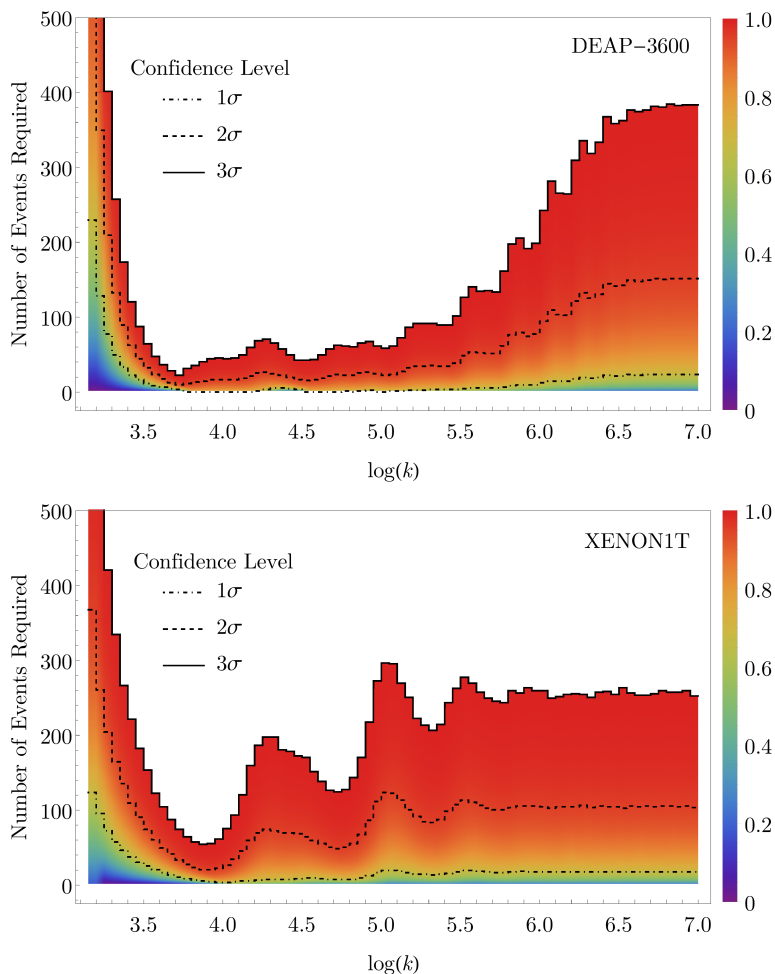 DEAP−3600
Confidence Level
1σ
2σ
3σ
Number of Events Required
500
400
300
200
100
0
3.5 4.0 4.5 5.0 5.5 6.0 6.5 7.0
log(k)
1.0
0.8
0.6
0.4
0.2
0
XENON1T
Confidence Level
1σ
2σ
3σ
Number of Events Required
500
400
300
200
100
0
3.5 4.0 4.5 5.0 5.5 6.0 6.5 7.0
log(k)
1.0
0.8
0.6
0.4
0.2
0